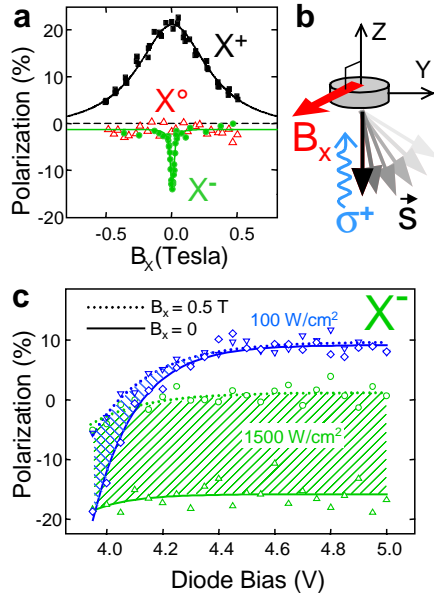 a
Polarization (%)
20
10
0
-10
-20
X+
X°
X-
-0.5
0.0
0.5
Bx(Tesla)
b
Z
Y
Bx
σ+
S
c
Polarization (%)
10
0
-10
-20
Bx = 0.5 T
Bx = 0
100 W/cm²
X-
1500 W/cm²
4.0
4.2
4.4
4.6
4.8
5.0
Diode Bias (V)